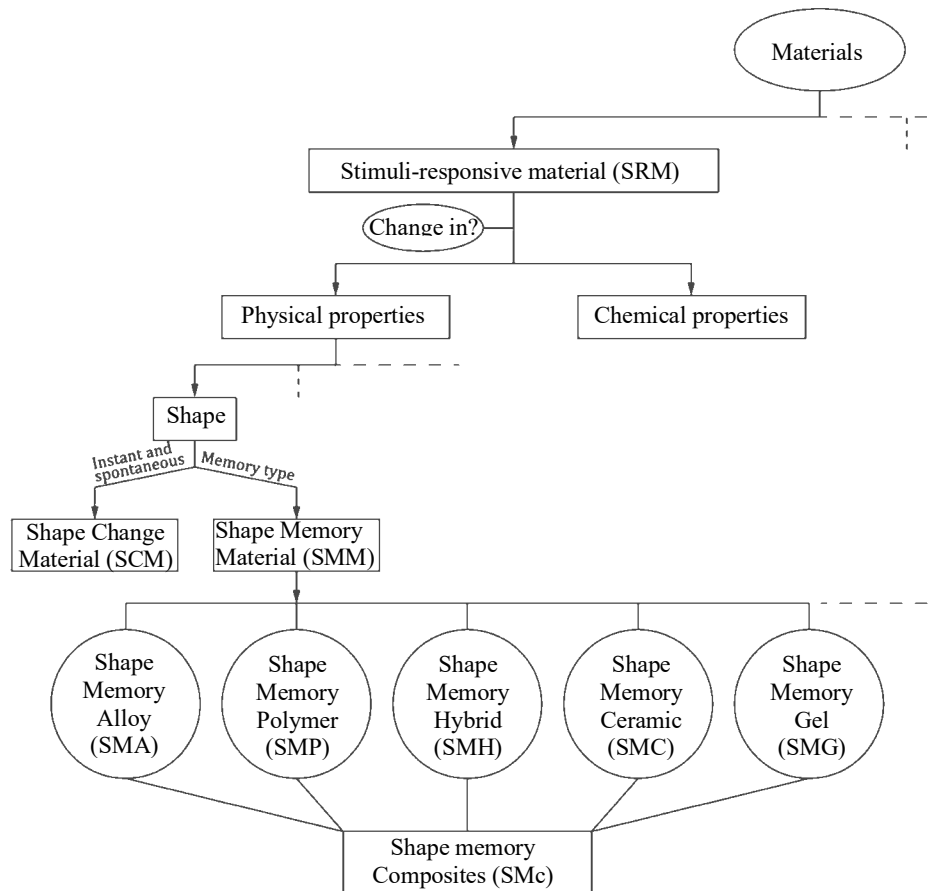 Materials
Stimuli-responsive material (SRM)
Change in?
Physical properties
Chemical properties
Shape
Instant and
spontaneous
Memory type
Shape Change
Material (SCM)
Shape Memory
Material (SMM)
Shape
Memory
Alloy
(SMA)
Shape
Memory
Polymer
(SMP)
Shape
Memory
Hybrid
(SMH)
Shape
Memory
Ceramic
(SMC)
Shape
Memory
Gel
(SMG)
Shape memory
Composites (SMc)